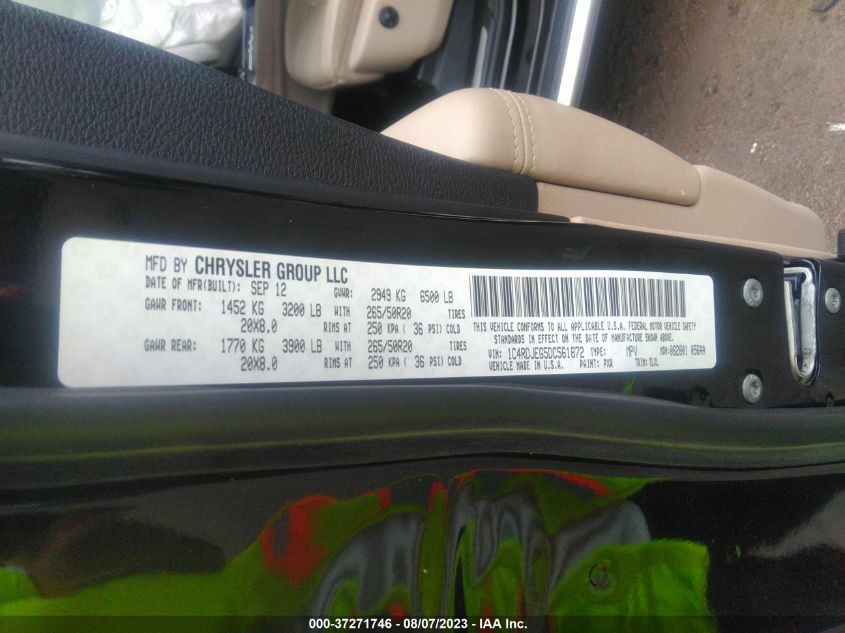 MFD BY CHRYSLER GROUP LLC
DATE OF MFR(BUILT): SEP 12 GVWR: 2949 KG 6500 LB
GAWR FRONT: 1452 KG 3200 LB WITH 265/50R20 TIRES
20X8.0 RIMS AT 250 KPA ( 36 PSI) COLD
GAWR REAR: 1770 KG 3900 LB WITH 265/50R20 TIRES
20X8.0 RIMS AT 250 KPA ( 36 PSI) COLD
THIS VEHICLE CONFORMS TO ALL APPLICABLE U.S.A. FEDERAL MOTOR VEHICLE SAFETY
STANDARDS IN EFFECT ON THE DATE OF MANUFACTURE SHOWN ABOVE.
VIN: 1C4RDJEG5DC561872 TYPE: MPV MDH: 092801 056AA
VEHICLE MADE IN U.S.A. PAINT: PXR TRIM: TLXL
000-37271746 - 08/07/2023 - IAA Inc.